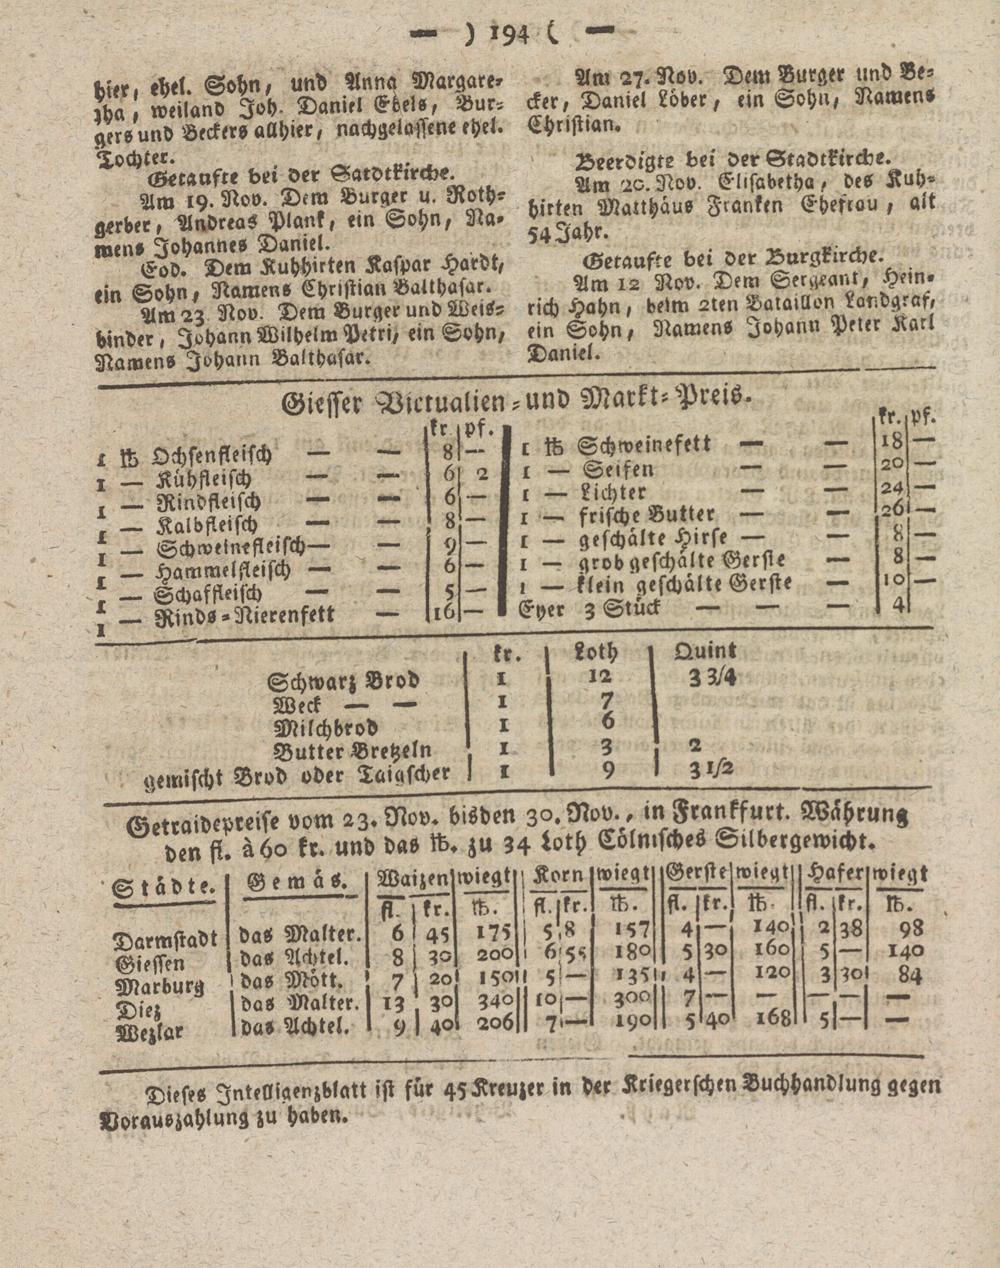 — ) 194 ( —
hier, ehel. Sohn, und Anna Margare-
zha, weiland Joh. Daniel Ebels, Bur-
gers und Beckers allhier, nachgelassene ehel.
Tochter.
Getaufte bei der Satdtkirche.
Am 19. Nov. Dem Burger u. Roth-
gerber, Andreas Plank, ein Sohn, Na-
mens Johannes Daniel.
Eod. Dem Kuhhirten Kaspar Hardt,
ein Sohn, Namens Christian Balthasar.
Am 23. Nov. Dem Burger und Weis-
binder, Johann Wilhelm Petri, ein Sohn,
Namens Johann Balthasar.
Am 27. Nov. Dem Burger und Be-
cker, Daniel Löber, ein Sohn, Namens
Christian.
Beerdigte bei der Stadtkirche.
Am 20. Nov. Elisabetha, des Kuh-
hirten Matthäus Franken Ehefrau, alt
54 Jahr.
Getaufte bei der Burgkirche.
Am 12 Nov. Dem Sergeant, Hein-
rich Hahn, beim 2ten Bataillon Landgraf,
ein Sohn, Namens Johann Peter Karl
Daniel.
Giesser Victualien- und Markt-Preis.
kr. pf.
1 ℔ Ochsenfleisch — — 8 —
1 — Kühfleisch — — 6 2
1 — Rindfleisch — — 6 —
1 — Kalbfleisch — — 8 —
1 — Schweinefleisch — — 9 —
1 — Hammelfleisch — — 6 —
1 — Schaffleisch — — 5 —
1 — Rinds-Nierenfett — 16 —
kr. pf.
1 ℔ Schweinefett — — 18 —
1 — Seifen — — 20 —
1 — Lichter — — 24 —
1 — frische Butter — — 26 —
1 — geschälte Hirse — — 8 —
1 — grob geschälte Gerste — 8 —
1 — klein geschälte Gerste — 10 —
Eyer 3 Stück — — — 4
kr. Loth Quint
Schwarz Brod 1 12 3 3/4
Weck — — 1 7
Milchbrod 1 6
Butter Bretzeln 1 3 2
gemischt Brod oder Taigscher 1 9 3 1/2
Getraidepreise vom 23. Nov. bis den 30. Nov., in Frankfurt. Währung
den fl. à 60 kr. und das ℔. zu 34 Loth Cölnisches Silbergewicht.
Städte. Gemäs. Waizen wiegt Korn wiegt Gerste wiegt Hafer wiegt
fl. kr. ℔. fl. kr. ℔. fl. kr. ℔. fl. kr. ℔.
Darmstadt das Malter. 6 45 175 5 8 157 4 — 140 2 38 98
Giessen das Achtel. 8 30 200 6 55 180 5 30 160 5 — 140
Marburg das Mött. 7 20 150 5 — 135 4 — 120 3 30 84
Diez das Malter. 13 30 340 10 — 300 7 — — — — —
Wezlar das Achtel. 9 40 206 7 — 190 5 40 168 5 — —
Dieses Intelligenzblatt ist für 45 Kreuzer in der Kriegerschen Buchhandlung gegen
Vorauszahlung zu haben.